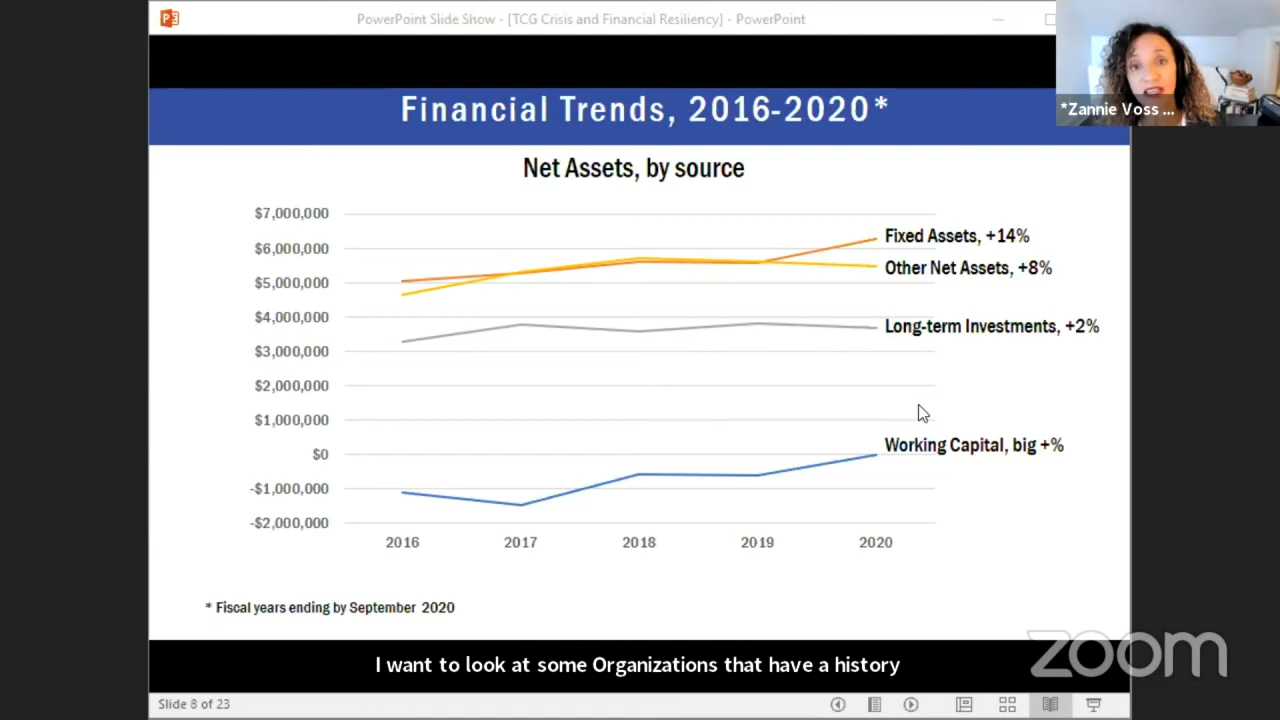 PowerPoint Slide Show - [TCG Crisis and Financial Resiliency] - PowerPoint
*Zannie Voss ...
Financial Trends, 2016-2020*
Net Assets, by source
$7,000,000
$6,000,000
$5,000,000
$4,000,000
$3,000,000
$2,000,000
$1,000,000
$0
-$1,000,000
-$2,000,000
Fixed Assets, +14%
Other Net Assets, +8%
Long-term Investments, +2%
Working Capital, big +%
2016 2017 2018 2019 2020
* Fiscal years ending by September 2020
I want to look at some Organizations that have a history
zoom
Slide 8 of 23